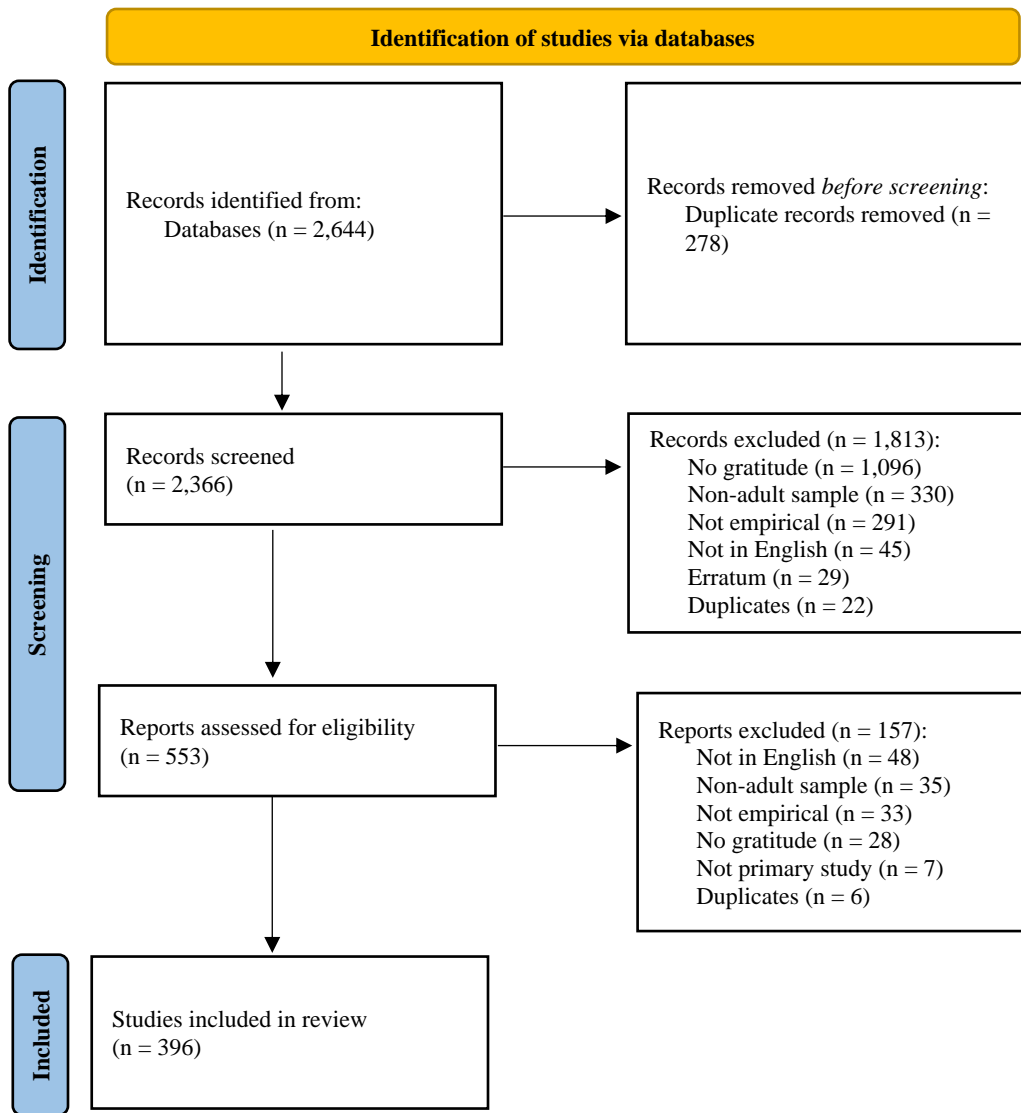 Identification of studies via databases
Identification
Records identified from:
Databases (n = 2,644)
Records removed before screening:
Duplicate records removed (n =
278)
Screening
Records screened
(n = 2,366)
Records excluded (n = 1,813):
No gratitude (n = 1,096)
Non-adult sample (n = 330)
Not empirical (n = 291)
Not in English (n = 45)
Erratum (n = 29)
Duplicates (n = 22)
Reports assessed for eligibility
(n = 553)
Reports excluded (n = 157):
Not in English (n = 48)
Non-adult sample (n = 35)
Not empirical (n = 33)
No gratitude (n = 28)
Not primary study (n = 7)
Duplicates (n = 6)
Included
Studies included in review
(n = 396)